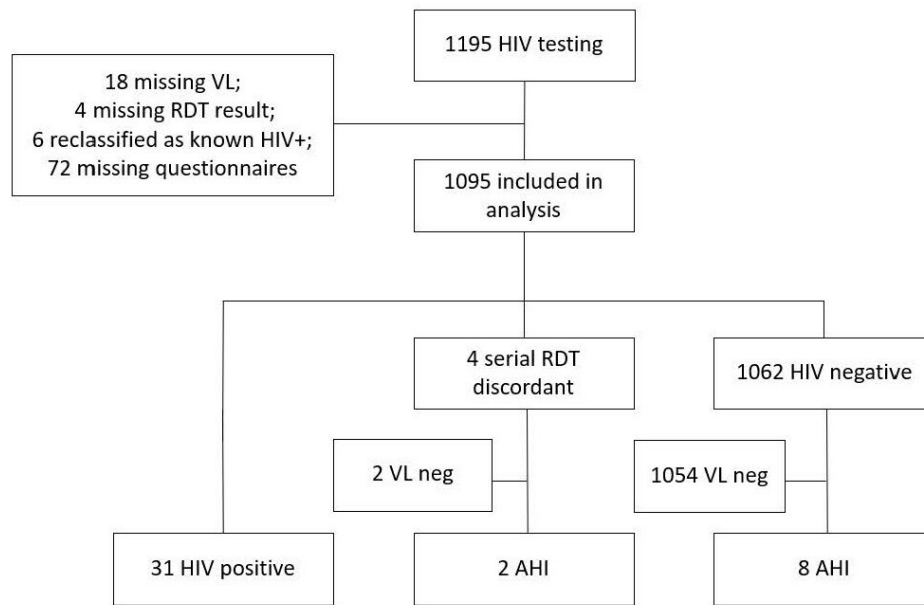 1195 HIV testing
18 missing VL;
4 missing RDT result;
6 reclassified as known HIV+;
72 missing questionnaires
1095 included in
analysis
4 serial RDT
discordant
1062 HIV negative
2 VL neg
1054 VL neg
31 HIV positive
2 AHI
8 AHI